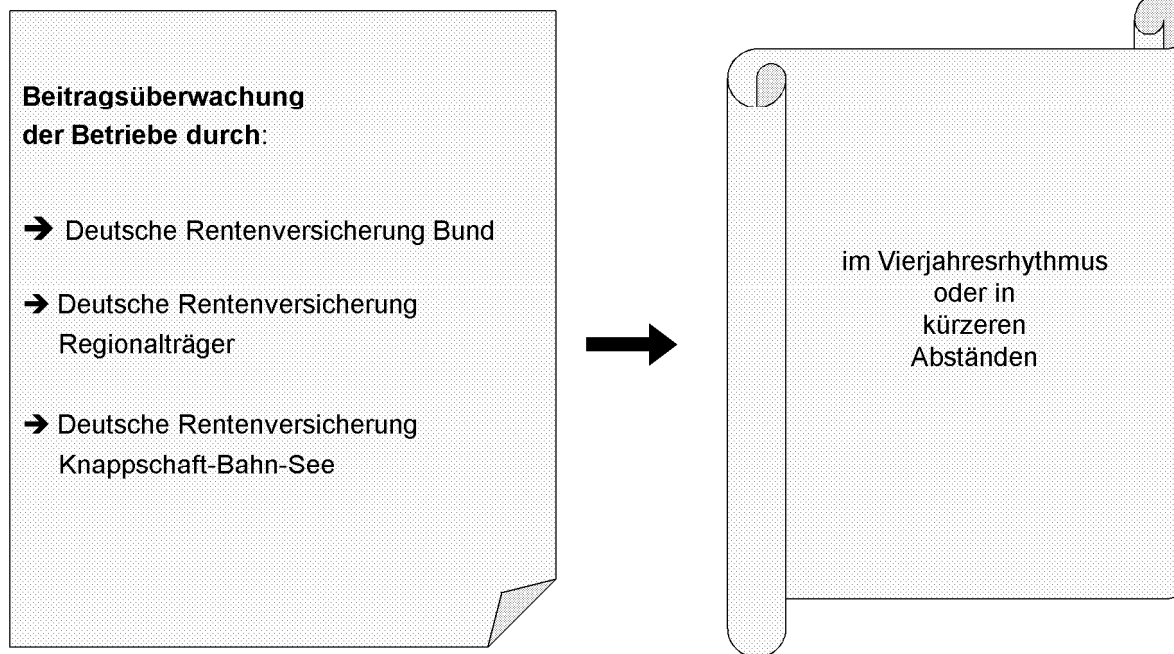 Beitragsüberwachung
der Betriebe durch:
➔ Deutsche Rentenversicherung Bund
➔ Deutsche Rentenversicherung
Regionalträger
➔ Deutsche Rentenversicherung
Knappschaft-Bahn-See
im Vierjahresrhythmus
oder in
kürzeren
Abständen